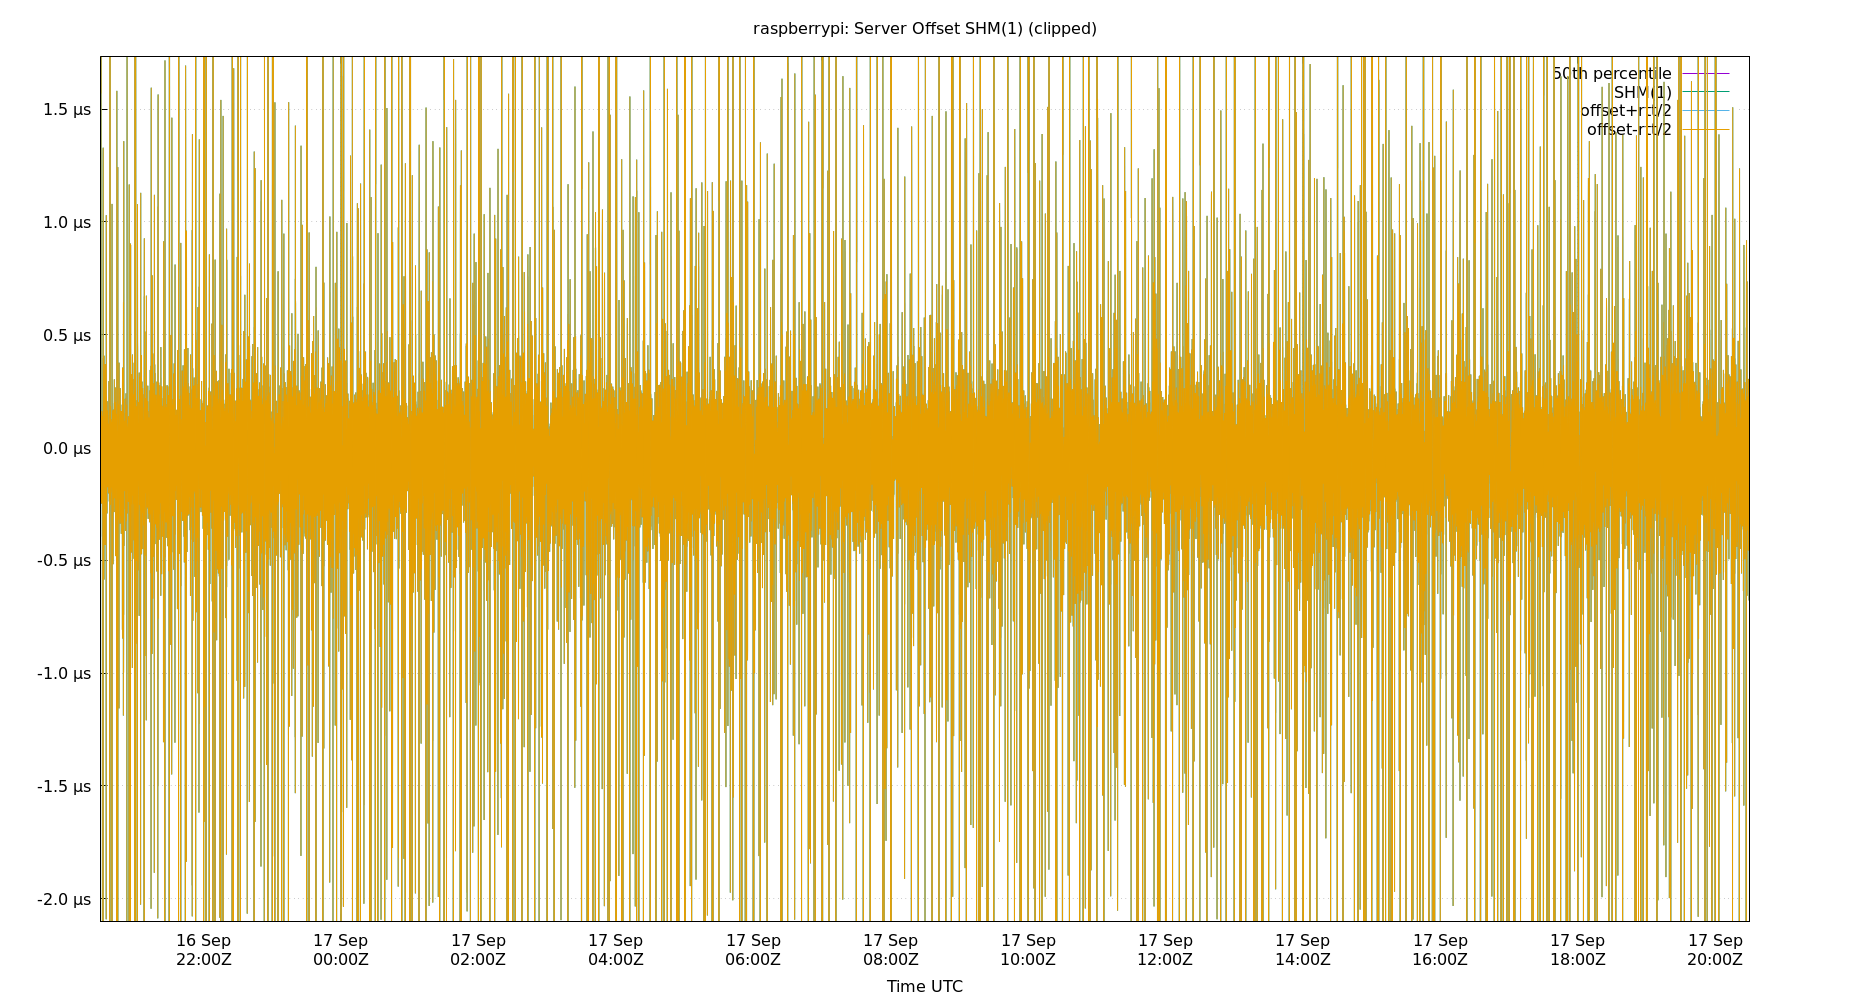 raspberrypi: Server Offset SHM(1) (clipped)
50th percentile
SHM(1)
offset+rtt/2
offset-rtt/2
1.5 µs
1.0 µs
0.5 µs
0.0 µs
-0.5 µs
-1.0 µs
-1.5 µs
-2.0 µs
16 Sep 17 Sep 17 Sep 17 Sep 17 Sep 17 Sep 17 Sep 17 Sep 17 Sep 17 Sep 17 Sep 17 Sep
22:00Z 00:00Z 02:00Z 04:00Z 06:00Z 08:00Z 10:00Z 12:00Z 14:00Z 16:00Z 18:00Z 20:00Z
Time UTC